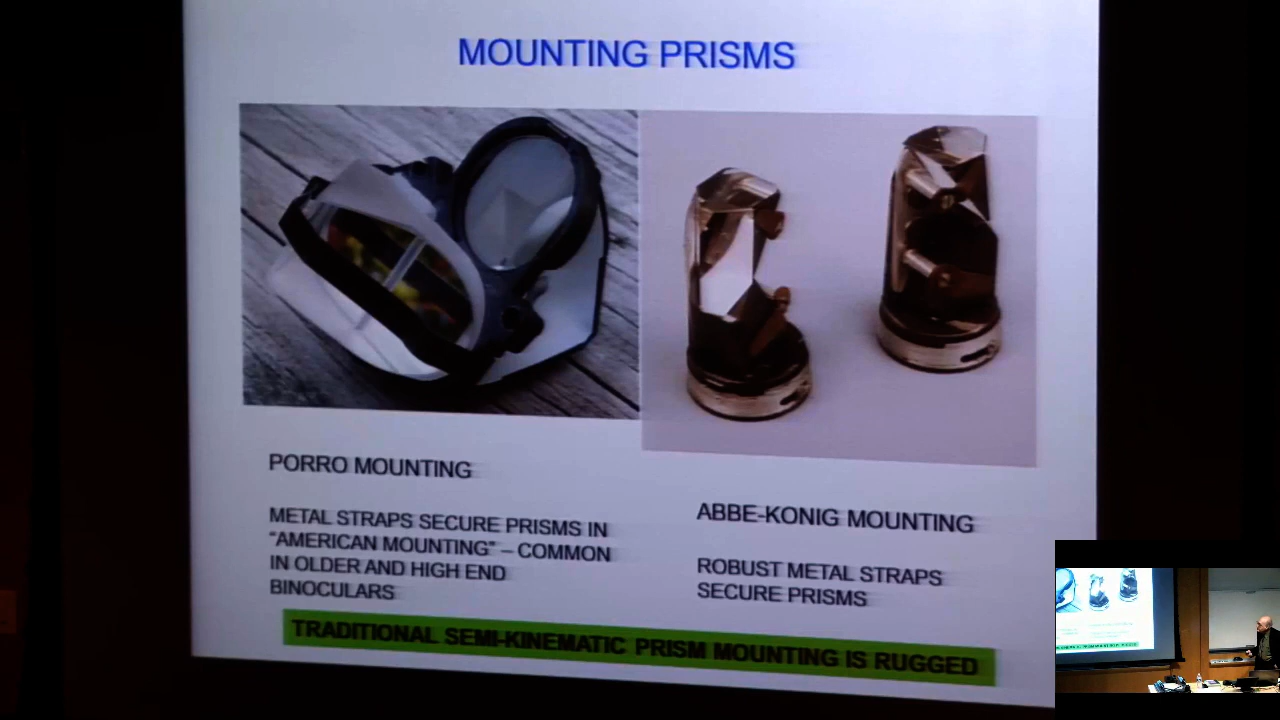 MOUNTING PRISMS
PORRO MOUNTING
METAL STRAPS SECURE PRISMS IN
"AMERICAN MOUNTING" – COMMON
IN OLDER AND HIGH END
BINOCULARS
ABBE-KONIG MOUNTING
ROBUST METAL STRAPS
SECURE PRISMS
TRADITIONAL SEMI-KINEMATIC PRISM MOUNTING IS RUGGED